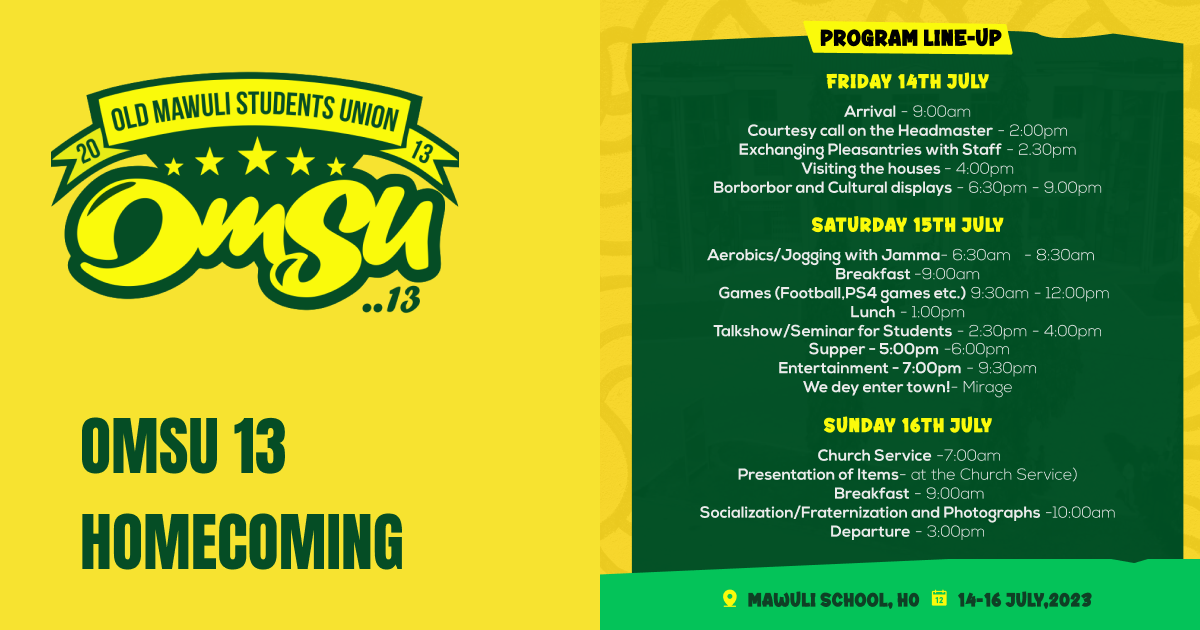 OLD MAWULI STUDENTS UNION
20 13
OmSu
..13
OMSU 13
HOMECOMING
PROGRAM LINE-UP
FRIDAY 14TH JULY
Arrival - 9:00am
Courtesy call on the Headmaster - 2:00pm
Exchanging Pleasantries with Staff - 2.30pm
Visiting the houses - 4:00pm
Borborbor and Cultural displays - 6:30pm - 9.00pm
SATURDAY 15TH JULY
Aerobics/Jogging with Jamma- 6:30am - 8:30am
Breakfast -9:00am
Games (Football,PS4 games etc.) 9:30am - 12:00pm
Lunch - 1:00pm
Talkshow/Seminar for Students - 2:30pm - 4:00pm
Supper - 5:00pm -6:00pm
Entertainment - 7:00pm - 9:30pm
We dey enter town!- Mirage
SUNDAY 16TH JULY
Church Service -7:00am
Presentation of Items- at the Church Service)
Breakfast - 9:00am
Socialization/Fraternization and Photographs -10:00am
Departure - 3:00pm
MAWULI SCHOOL, HO 12 14-16 JULY,2023